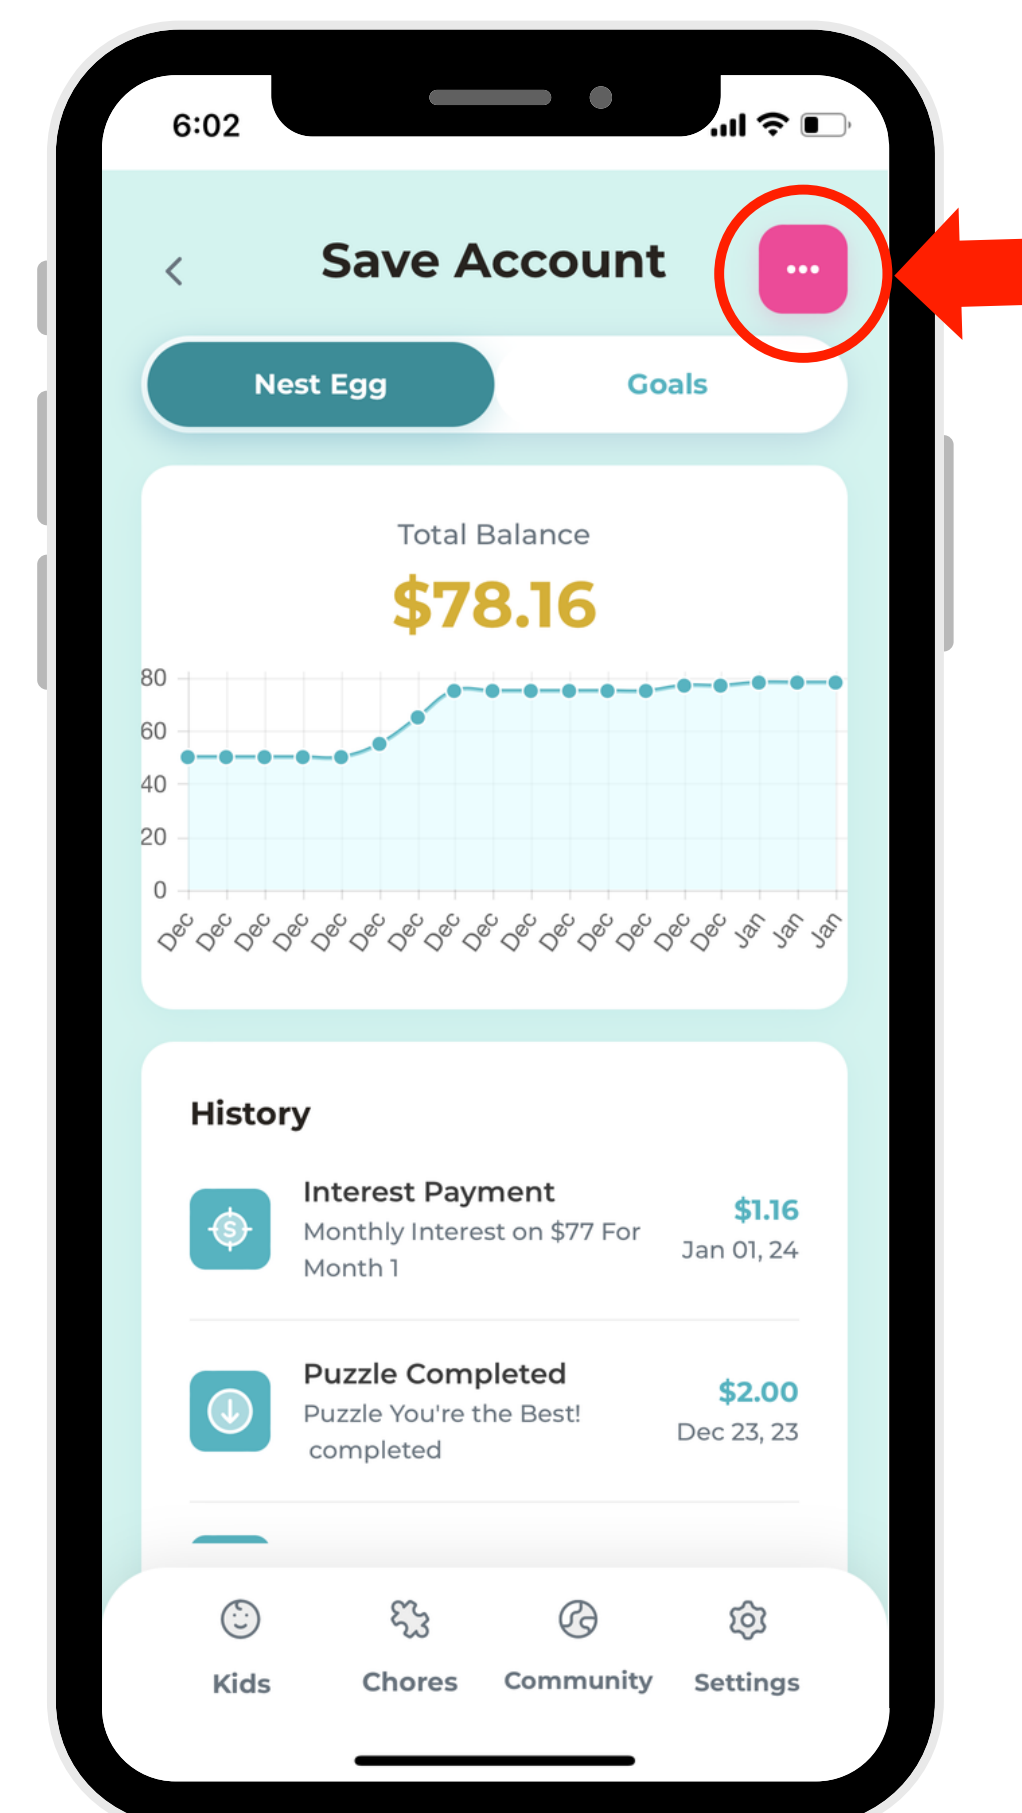 6:02
Save Account
Nest Egg
Goals
Total Balance
$78.16
80
60
40
20
0
Dec Dec Dec Dec Dec Dec Dec Dec Dec Dec Dec Dec Dec Dec Dec Jan Jan Jan
History
Interest Payment
$1.16
Monthly Interest on $77 For
Month 1
Jan 01, 24
Puzzle Completed
$2.00
Puzzle You're the Best!
completed
Dec 23, 23
Kids
Chores
Community
Settings